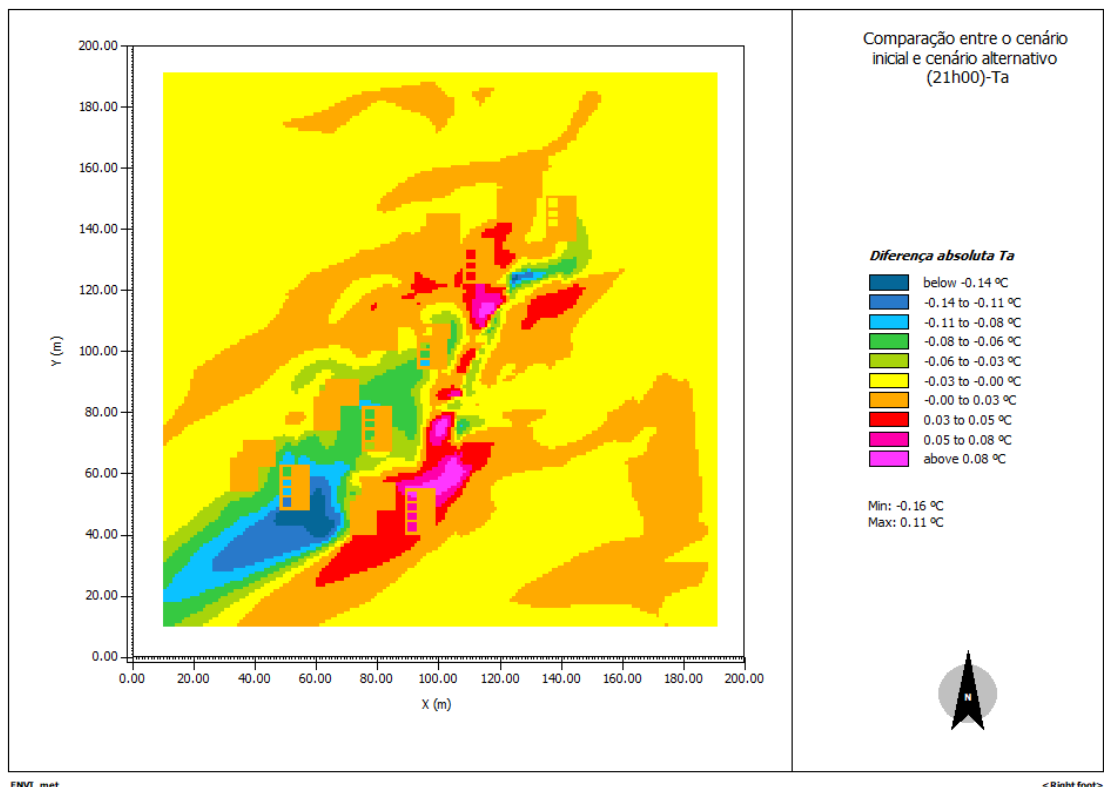 Comparação entre o cenário
inicial e cenário alternativo
(21h00)-Ta
200.00
180.00
160.00
140.00
120.00
100.00
80.00
60.00
40.00
20.00
0.00
Y (m)
0.00 20.00 40.00 60.00 80.00 100.00 120.00 140.00 160.00 180.00 200.00
X (m)
Diferença absoluta Ta
below -0.14 ºC
-0.14 to -0.11 ºC
-0.11 to -0.08 ºC
-0.08 to -0.06 ºC
-0.06 to -0.03 ºC
-0.03 to -0.00 ºC
-0.00 to 0.03 ºC
0.03 to 0.05 ºC
0.05 to 0.08 ºC
above 0.08 ºC
Min: -0.16 ºC
Max: 0.11 ºC
N
ENVI_met
<Right foot>